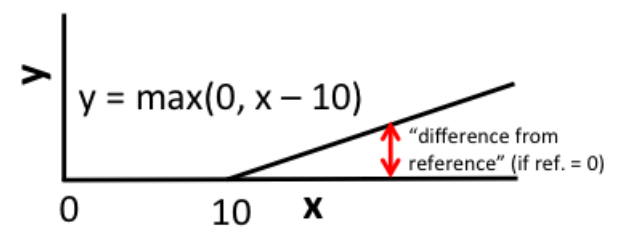 y
y = max(0, x – 10)
“difference from
reference” (if ref. = 0)
0
10
x